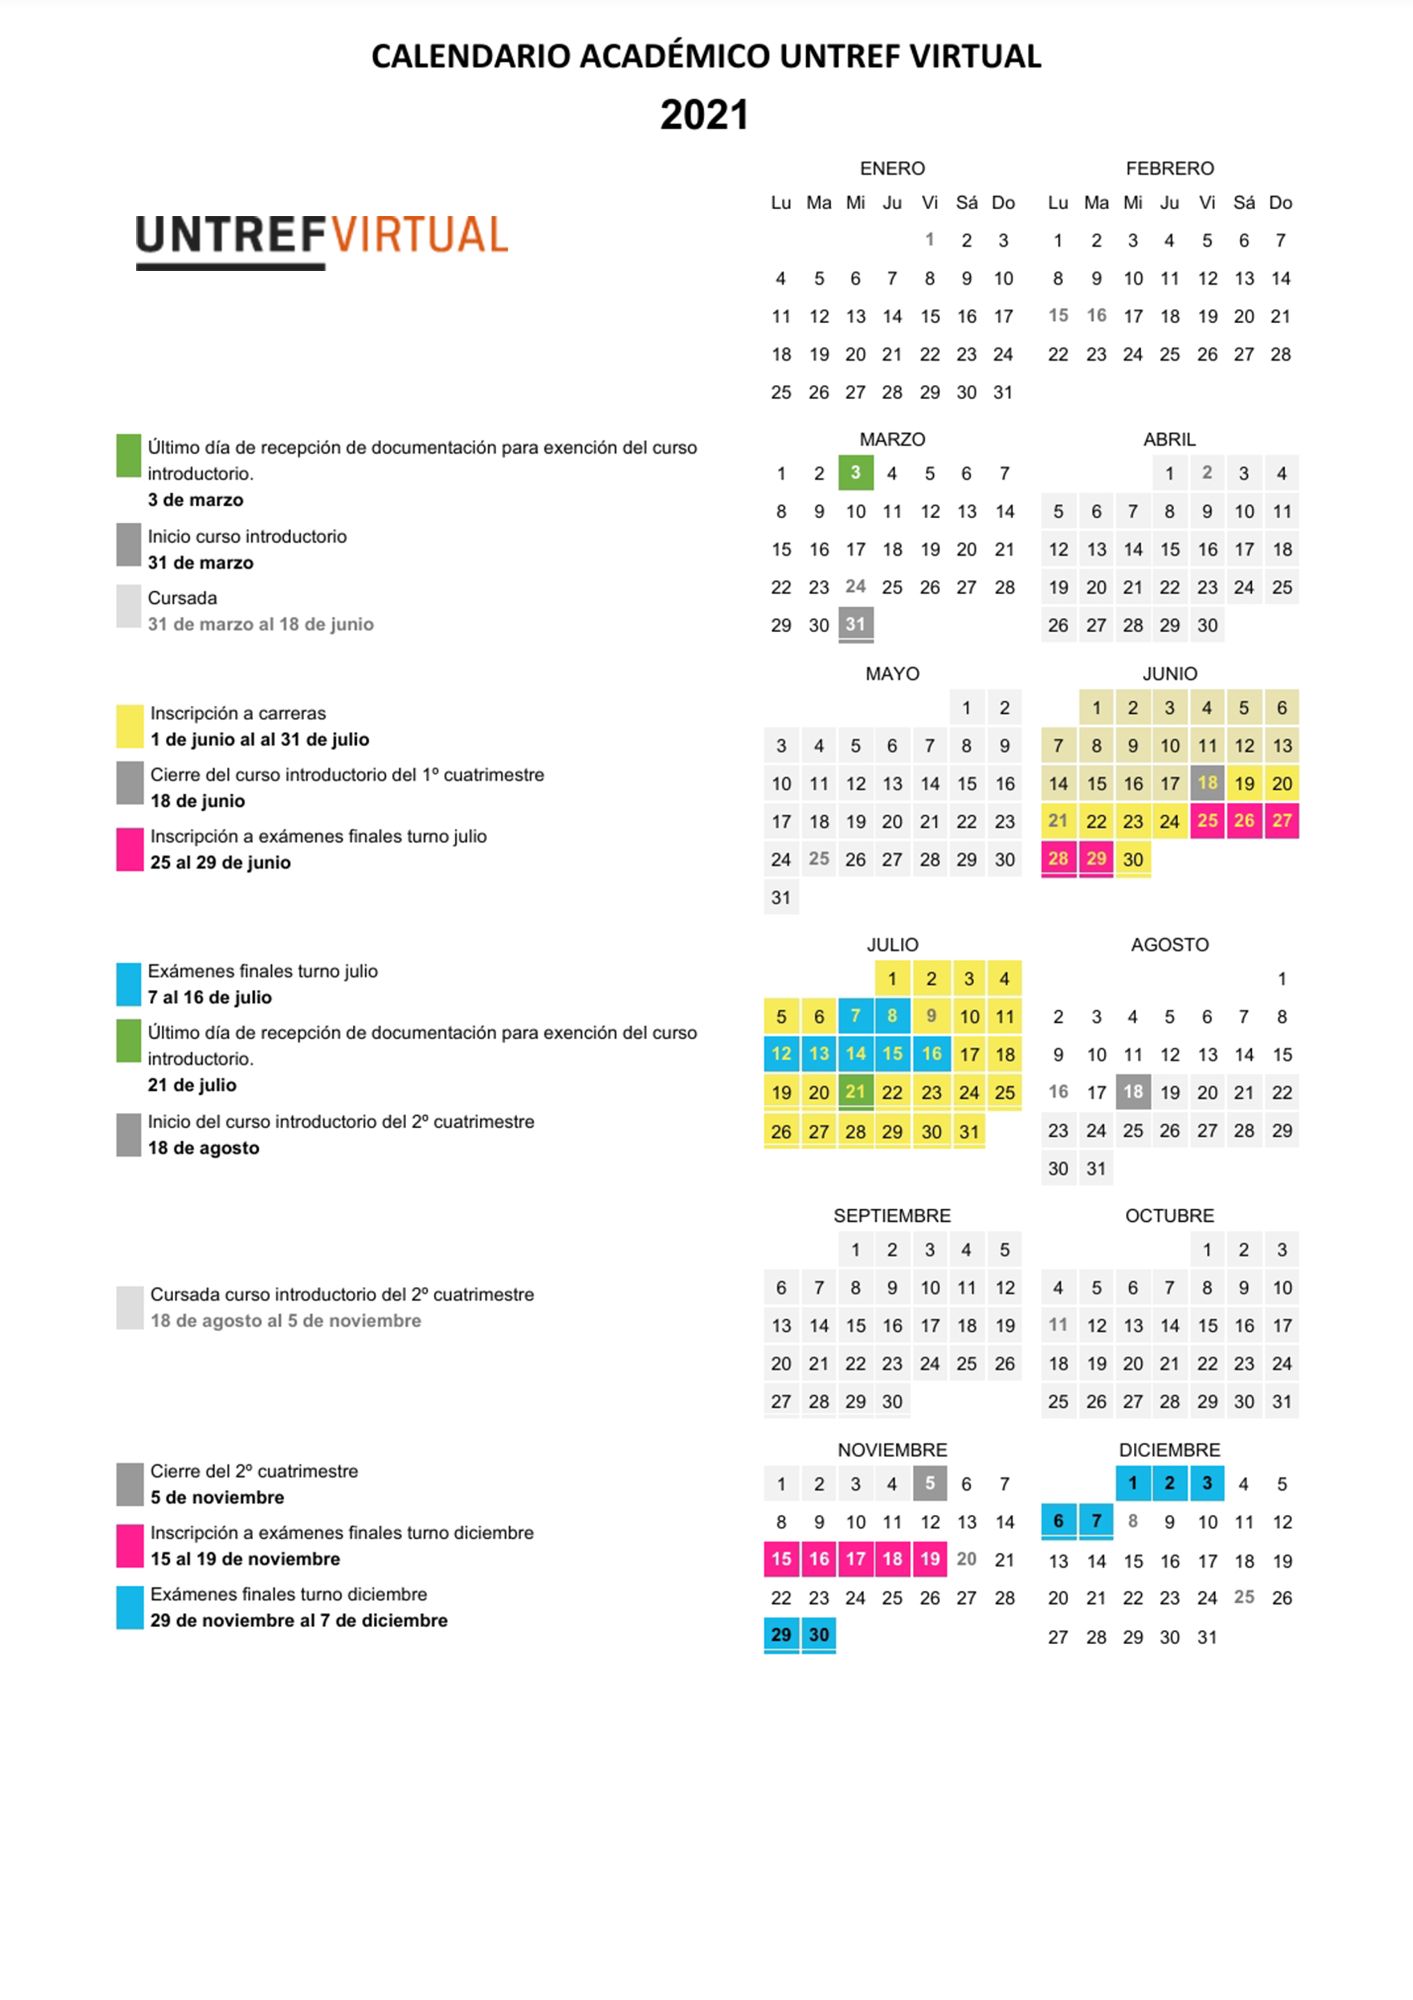 CALENDARIO ACADÉMICO UNTREF VIRTUAL
2021
UNTREFVIRTUAL
ENERO
Lu Ma Mi Ju Vi Sá Do
1 2 3
4 5 6 7 8 9 10
11 12 13 14 15 16 17
18 19 20 21 22 23 24
25 26 27 28 29 30 31
FEBRERO
Lu Ma Mi Ju Vi Sá Do
1 2 3 4 5 6 7
8 9 10 11 12 13 14
15 16 17 18 19 20 21
22 23 24 25 26 27 28
Último día de recepción de documentación para exención del curso
introductorio.
3 de marzo
Inicio curso introductorio
31 de marzo
Cursada
31 de marzo al 18 de junio
MARZO
1 2 3 4 5 6 7
8 9 10 11 12 13 14
15 16 17 18 19 20 21
22 23 24 25 26 27 28
29 30 31
ABRIL
1 2 3 4
5 6 7 8 9 10 11
12 13 14 15 16 17 18
19 20 21 22 23 24 25
26 27 28 29 30
Inscripción a carreras
1 de junio al al 31 de julio
Cierre del curso introductorio del 1º cuatrimestre
18 de junio
Inscripción a exámenes finales turno julio
25 al 29 de junio
MAYO
1 2
3 4 5 6 7 8 9
10 11 12 13 14 15 16
17 18 19 20 21 22 23
24 25 26 27 28 29 30
31
JUNIO
1 2 3 4 5 6
7 8 9 10 11 12 13
14 15 16 17 18 19 20
21 22 23 24 25 26 27
28 29 30
Exámenes finales turno julio
7 al 16 de julio
Último día de recepción de documentación para exención del curso
introductorio.
21 de julio
Inicio del curso introductorio del 2º cuatrimestre
18 de agosto
JULIO
1 2 3 4
5 6 7 8 9 10 11
12 13 14 15 16 17 18
19 20 21 22 23 24 25
26 27 28 29 30 31
AGOSTO
1
2 3 4 5 6 7 8
9 10 11 12 13 14 15
16 17 18 19 20 21 22
23 24 25 26 27 28 29
30 31
Cursada curso introductorio del 2º cuatrimestre
18 de agosto al 5 de noviembre
SEPTIEMBRE
1 2 3 4 5
6 7 8 9 10 11 12
13 14 15 16 17 18 19
20 21 22 23 24 25 26
27 28 29 30
OCTUBRE
1 2 3
4 5 6 7 8 9 10
11 12 13 14 15 16 17
18 19 20 21 22 23 24
25 26 27 28 29 30 31
Cierre del 2º cuatrimestre
5 de noviembre
Inscripción a exámenes finales turno diciembre
15 al 19 de noviembre
Exámenes finales turno diciembre
29 de noviembre al 7 de diciembre
NOVIEMBRE
1 2 3 4 5 6 7
8 9 10 11 12 13 14
15 16 17 18 19 20 21
22 23 24 25 26 27 28
29 30
DICIEMBRE
1 2 3 4 5
6 7 8 9 10 11 12
13 14 15 16 17 18 19
20 21 22 23 24 25 26
27 28 29 30 31